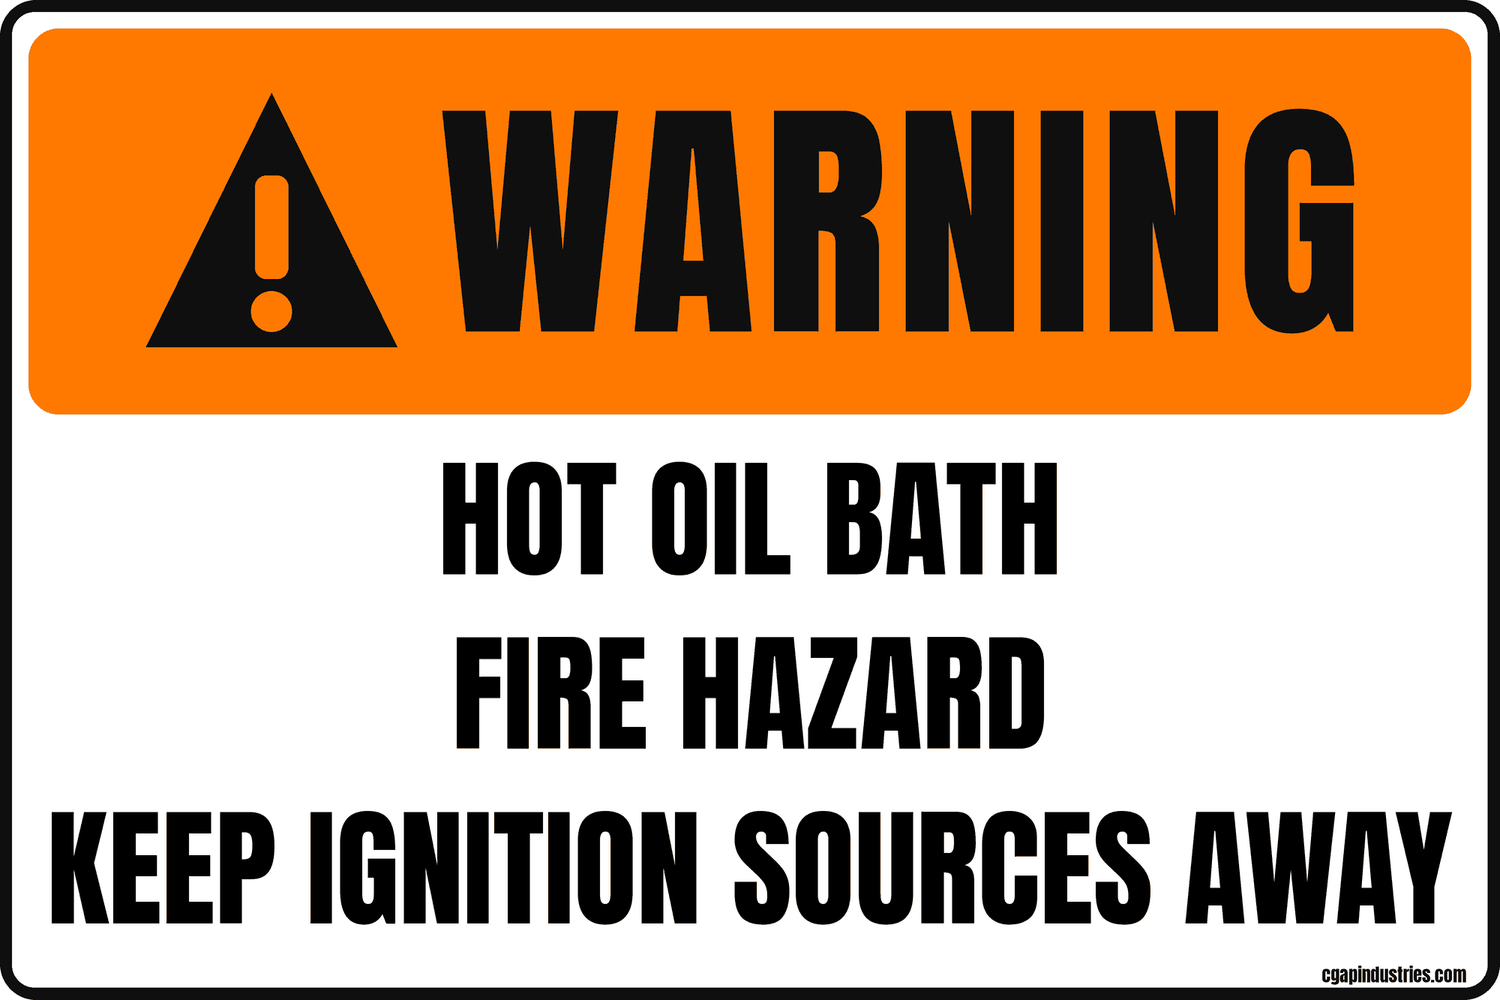 WARNING
HOT OIL BATH
FIRE HAZARD
KEEP IGNITION SOURCES AWAY
cgapindustries.com